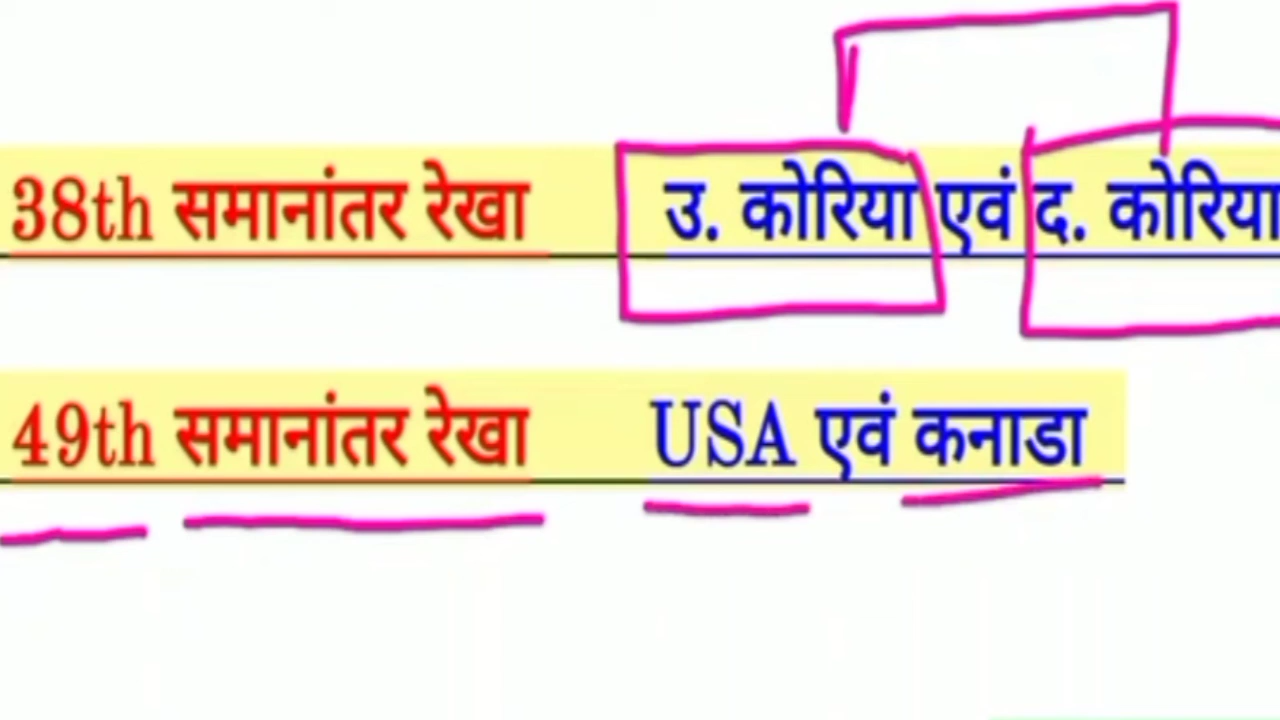 38th समानांतर रेखा उ. कोरिया एवं द. कोरिया
49th समानांतर रेखा USA एवं कनाडा